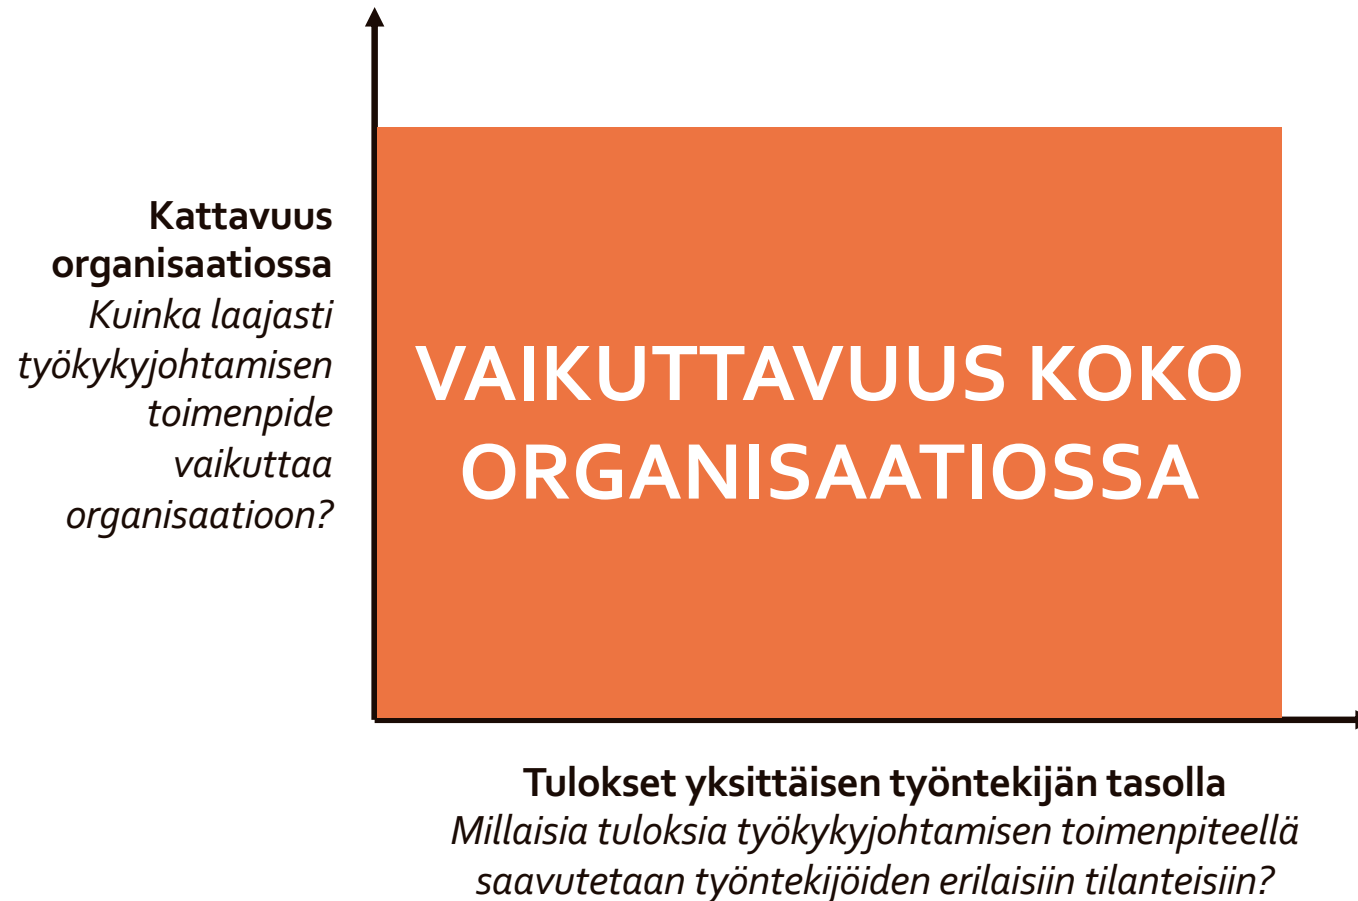 Kattavuus
organisaatiossa
Kuinka laajasti
työkykyjohtamisen
toimenpide
vaikuttaa
organisaatioon?
VAIKUTTAVUUS KOKO
ORGANISAATIOSSA
Tulokset yksittäisen työntekijän tasolla
Millaisia tuloksia työkykyjohtamisen toimenpiteellä
saavutetaan työntekijöiden erilaisiin tilanteisiin?